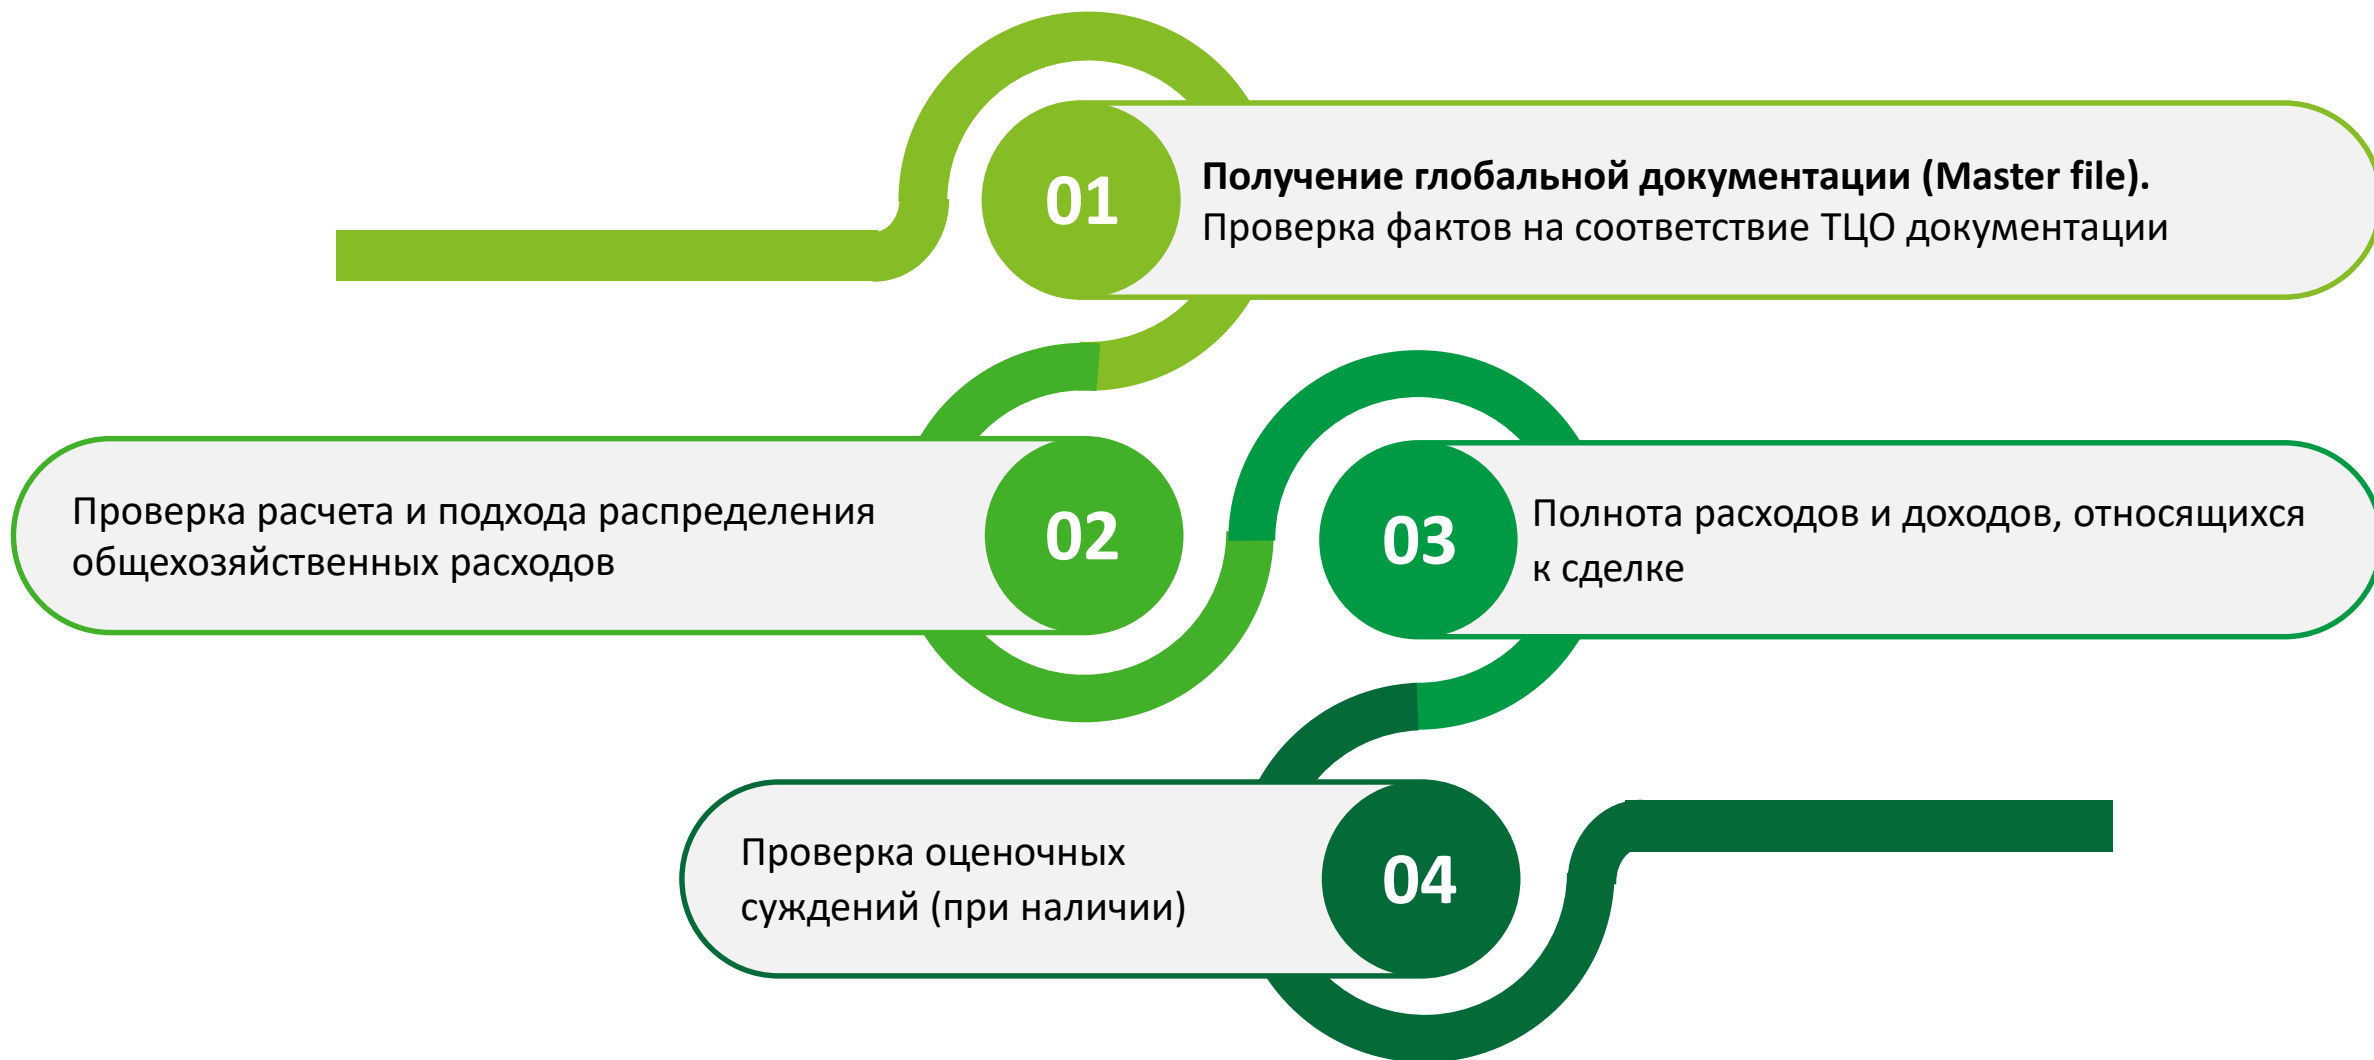 01
Получение глобальной документации (Master file).
Проверка фактов на соответствие ТЦО документации
Проверка расчета и подхода распределения
общехозяйственных расходов
02
03
Полнота расходов и доходов, относящихся
к сделке
Проверка оценочных
суждений (при наличии)
04